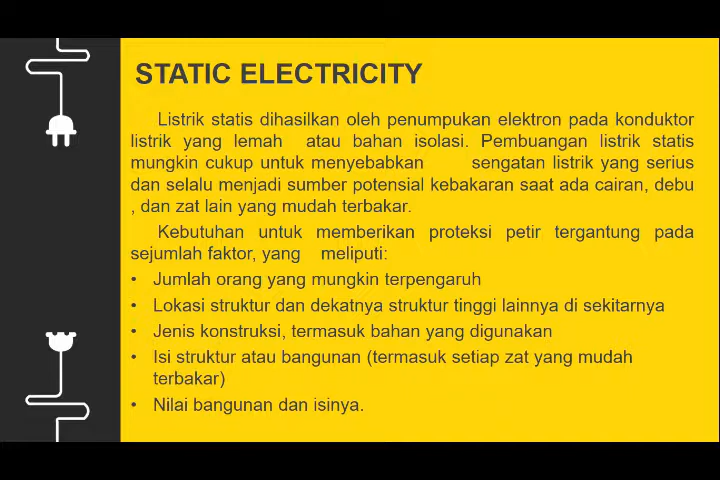 STATIC ELECTRICITY
Listrik statis dihasilkan oleh penumpukan elektron pada konduktor
listrik yang lemah atau bahan isolasi. Pembuangan listrik statis
mungkin cukup untuk menyebabkan sengatan listrik yang serius
dan selalu menjadi sumber potensial kebakaran saat ada cairan, debu
, dan zat lain yang mudah terbakar.
Kebutuhan untuk memberikan proteksi petir tergantung pada
sejumlah faktor, yang meliputi:
• Jumlah orang yang mungkin terpengaruh
• Lokasi struktur dan dekatnya struktur tinggi lainnya di sekitarnya
• Jenis konstruksi, termasuk bahan yang digunakan
• Isi struktur atau bangunan (termasuk setiap zat yang mudah
terbakar)
• Nilai bangunan dan isinya.